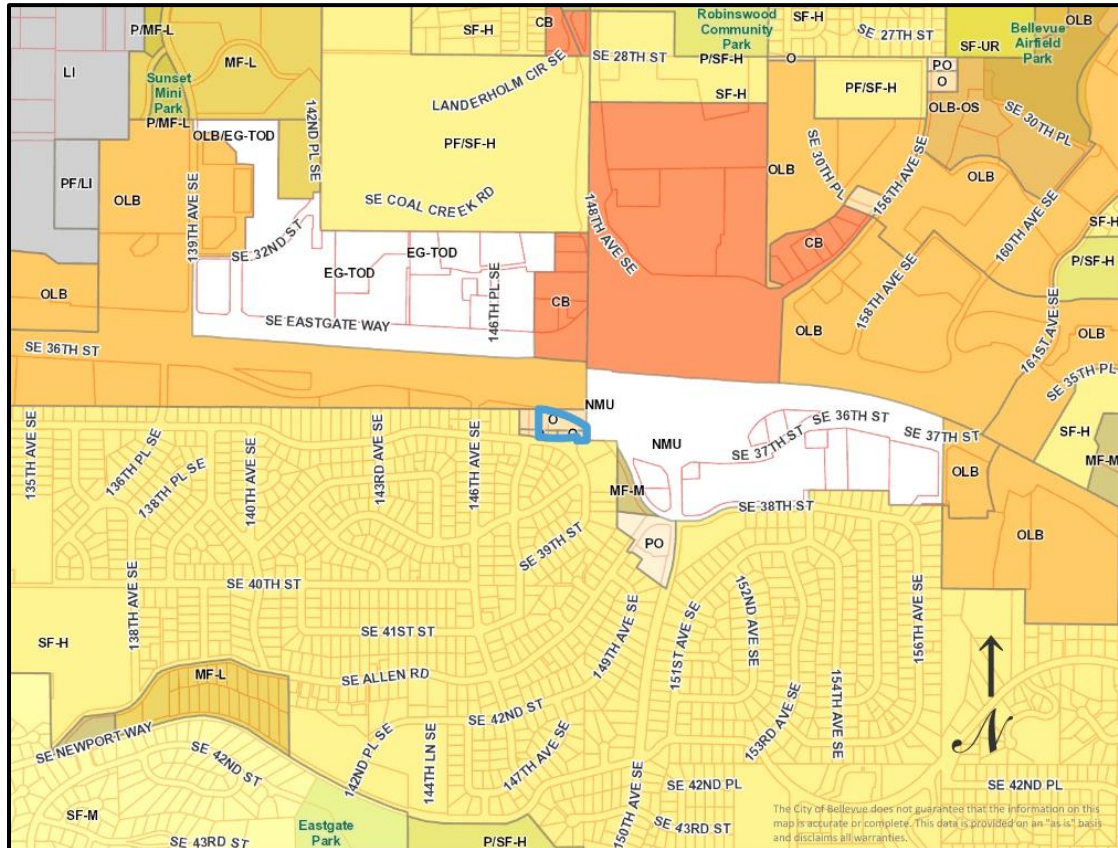 P/MF-L
MF-L
SF-H
CB
Robinswood
Community
Park
SF-H
SE 27TH ST
OLB
Bellevue
Airfield
Park
LI
Sunset
Mini
Park
P/MF-L
SE 28TH ST
P/SF-H
O
PO
O
SF-UR
142ND PL SE
LANDERHOLM CIR SE
SF-H
PF/SF-H
OLB-OS
SE 30TH PL
OLB/EG-TOD
PF/SF-H
PF/LI
OLB
139TH AVE SE
SE 32ND ST
SE COAL CREEK RD
148TH AVE SE
OLB
SE 30TH PL
156TH AVE SE
OLB
160TH AVE SE
SF-H
EG-TOD
EG-TOD
146TH PL SE
CB
CB
158TH AVE SE
P/SF-H
OLB
SE EASTGATE WAY
OLB
161ST AVE SE
OLB
SE 35TH PL
SE 36TH ST
NMU
O
O
NMU
SE 36TH ST
SE 37TH ST
SE 37TH ST
SF-H
MF-M
135TH AVE SE
136TH PL SE
138TH PL SE
140TH AVE SE
143RD AVE SE
146TH AVE SE
MF-M
SE 38TH ST
OLB
OLB
SE 39TH ST
PO
SE 40TH ST
138TH AVE SE
SE 41ST ST
149TH AVE SE
151ST AVE SE
152ND AVE SE
154TH AVE SE
156TH AVE SE
SF-H
MF-L
SE ALLEN RD
SE 42ND ST
153RD AVE SE
N
SE NEWPORT WAY
SE 42ND ST
142ND PL SE
144TH LN SE
147TH AVE SE
150TH AVE SE
SE 42ND PL
SE 42ND PL
SF-M
SE 43RD ST
Eastgate
Park
P/SF-H
SE 43RD ST
The City of Bellevue does not guarantee that the information on this
map is accurate or complete. This data is provided on an "as is" basis
and disclaims all warranties.